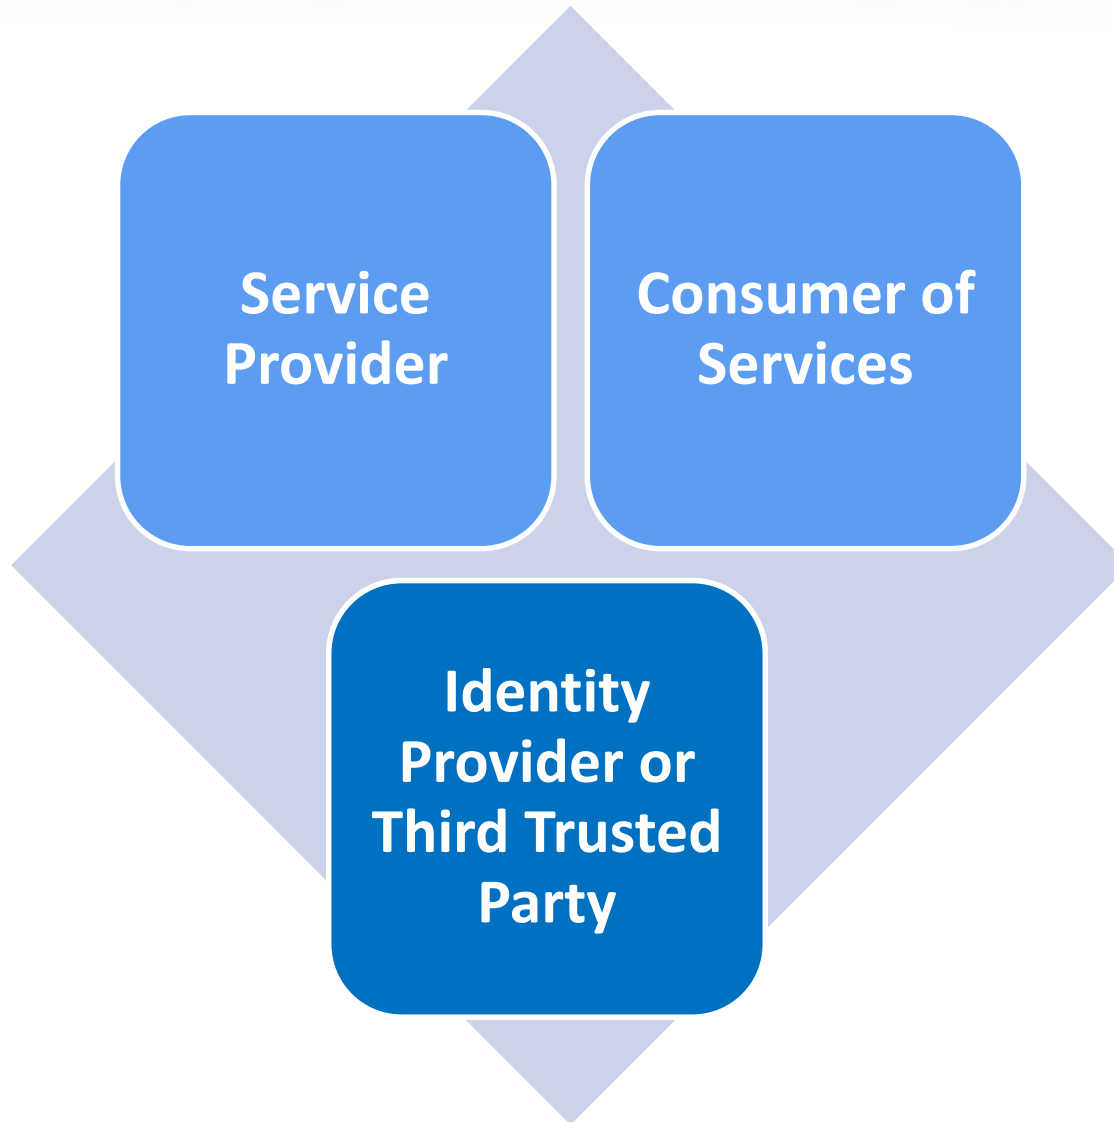 Service
Provider
Consumer of
Services
Identity
Provider or
Third Trusted
Party